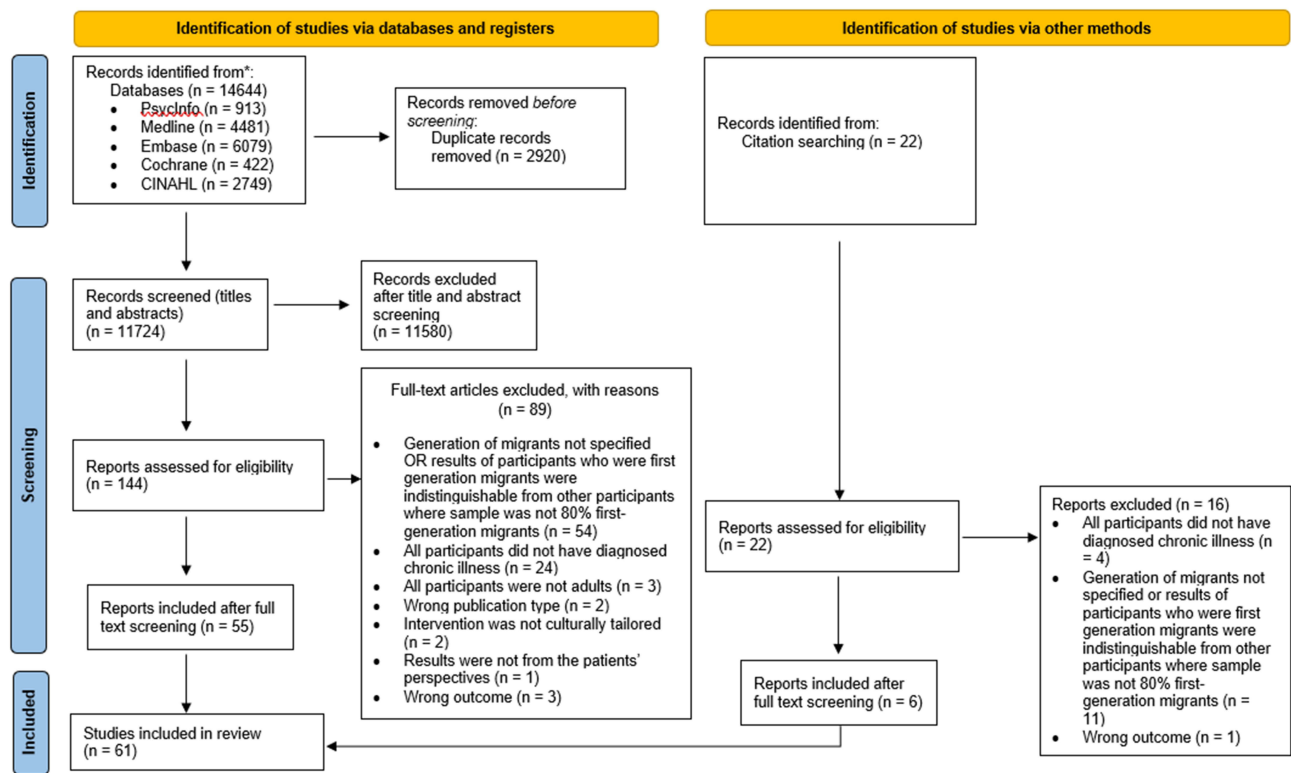 Identification of studies via databases and registers
Identification of studies via other methods
Identification
Records identified from*:
Databases (n = 14644)
• PsycInfo (n = 913)
• Medline (n = 4481)
• Embase (n = 6079)
• Cochrane (n = 422)
• CINAHL (n = 2749)
Records removed before
screening:
Duplicate records
removed (n = 2920)
Records identified from:
Citation searching (n = 22)
Screening
Records screened (titles
and abstracts)
(n = 11724)
Records excluded
after title and abstract
screening
(n = 11580)
Reports assessed for eligibility
(n = 144)
Full-text articles excluded, with reasons
(n = 89)
• Generation of migrants not specified
OR results of participants who were first
generation migrants were
indistinguishable from other participants
where sample was not 80% first-
generation migrants (n = 54)
• All participants did not have diagnosed
chronic illness (n = 24)
• All participants were not adults (n = 3)
• Wrong publication type (n = 2)
• Intervention was not culturally tailored
(n = 2)
• Results were not from the patients'
perspectives (n = 1)
• Wrong outcome (n = 3)
Reports assessed for eligibility
(n = 22)
Reports excluded (n = 16)
• All participants did not have
diagnosed chronic illness (n
= 4)
• Generation of migrants not
specified or results of
participants who were first
generation migrants were
indistinguishable from other
participants where sample
was not 80% first-
generation migrants (n =
11)
• Wrong outcome (n = 1)
Reports included after full
text screening (n = 55)
Reports included after
full text screening (n = 6)
Included
Studies included in review
(n = 61)